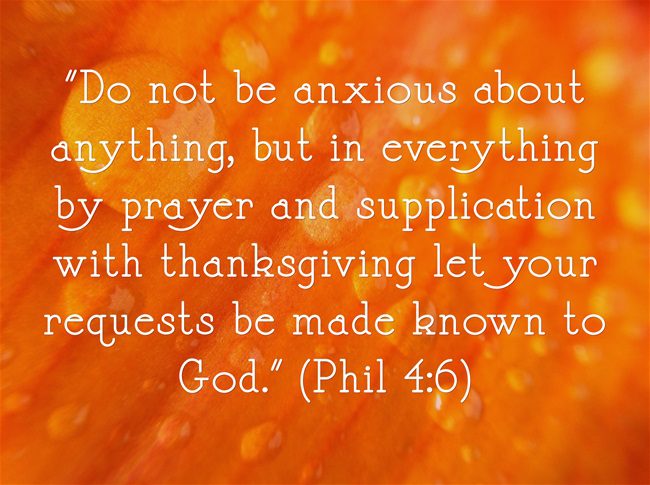 "Do not be anxious about
anything, but in everything
by prayer and supplication
with thanksgiving let your
requests be made known to
God." (Phil 4:6)